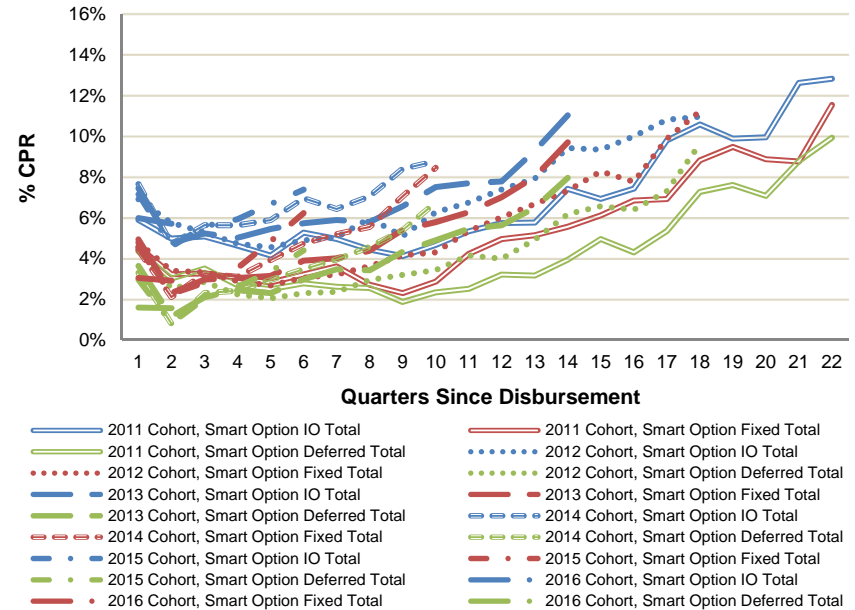 16%
14%
12%
10%
8%
6%
4%
2%
0%
% CPR
1 2 3 4 5 6 7 8 9 10 11 12 13 14 15 16 17 18 19 20 21 22
Quarters Since Disbursement
2011 Cohort, Smart Option IO Total
2011 Cohort, Smart Option Fixed Total
2011 Cohort, Smart Option Deferred Total
2012 Cohort, Smart Option IO Total
2012 Cohort, Smart Option Fixed Total
2012 Cohort, Smart Option Deferred Total
2013 Cohort, Smart Option IO Total
2013 Cohort, Smart Option Fixed Total
2013 Cohort, Smart Option Deferred Total
2014 Cohort, Smart Option IO Total
2014 Cohort, Smart Option Fixed Total
2014 Cohort, Smart Option Deferred Total
2015 Cohort, Smart Option IO Total
2015 Cohort, Smart Option Fixed Total
2015 Cohort, Smart Option Deferred Total
2016 Cohort, Smart Option IO Total
2016 Cohort, Smart Option Fixed Total
2016 Cohort, Smart Option Deferred Total